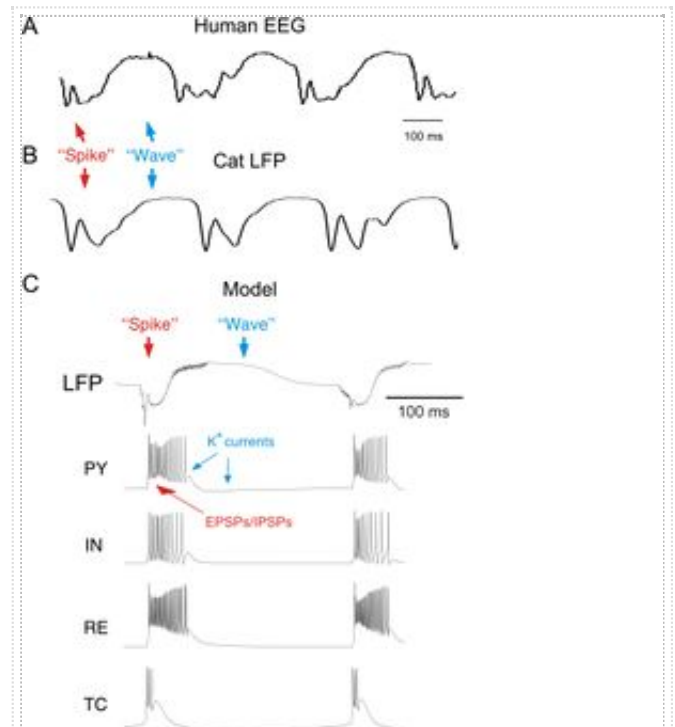 A
Human EEG
100 ms
"Spike" "Wave"
B
Cat LFP
C
Model
"Spike" "Wave"
LFP
100 ms
PY
K+ currents
EPSPs/IPSPs
IN
RE
TC